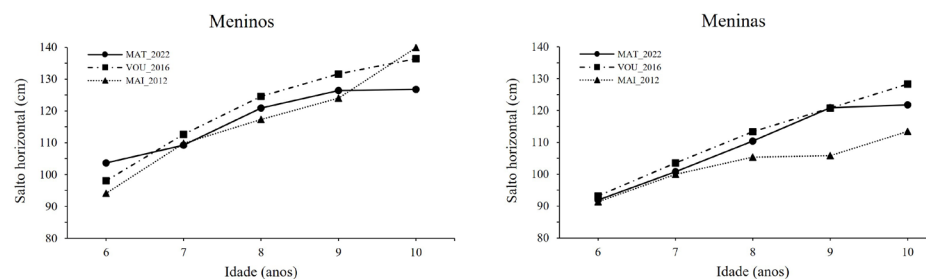 Meninos
140
130
120
110
100
90
80
Salto horizontal (cm)
MAT_2022
VOU_2016
MAI_2012
6 7 8 9 10
Idade (anos)
Meninas
140
130
120
110
100
90
80
Salto horizontal (cm)
MAT_2022
VOU_2016
MAI_2012
6 7 8 9 10
Idade (anos)